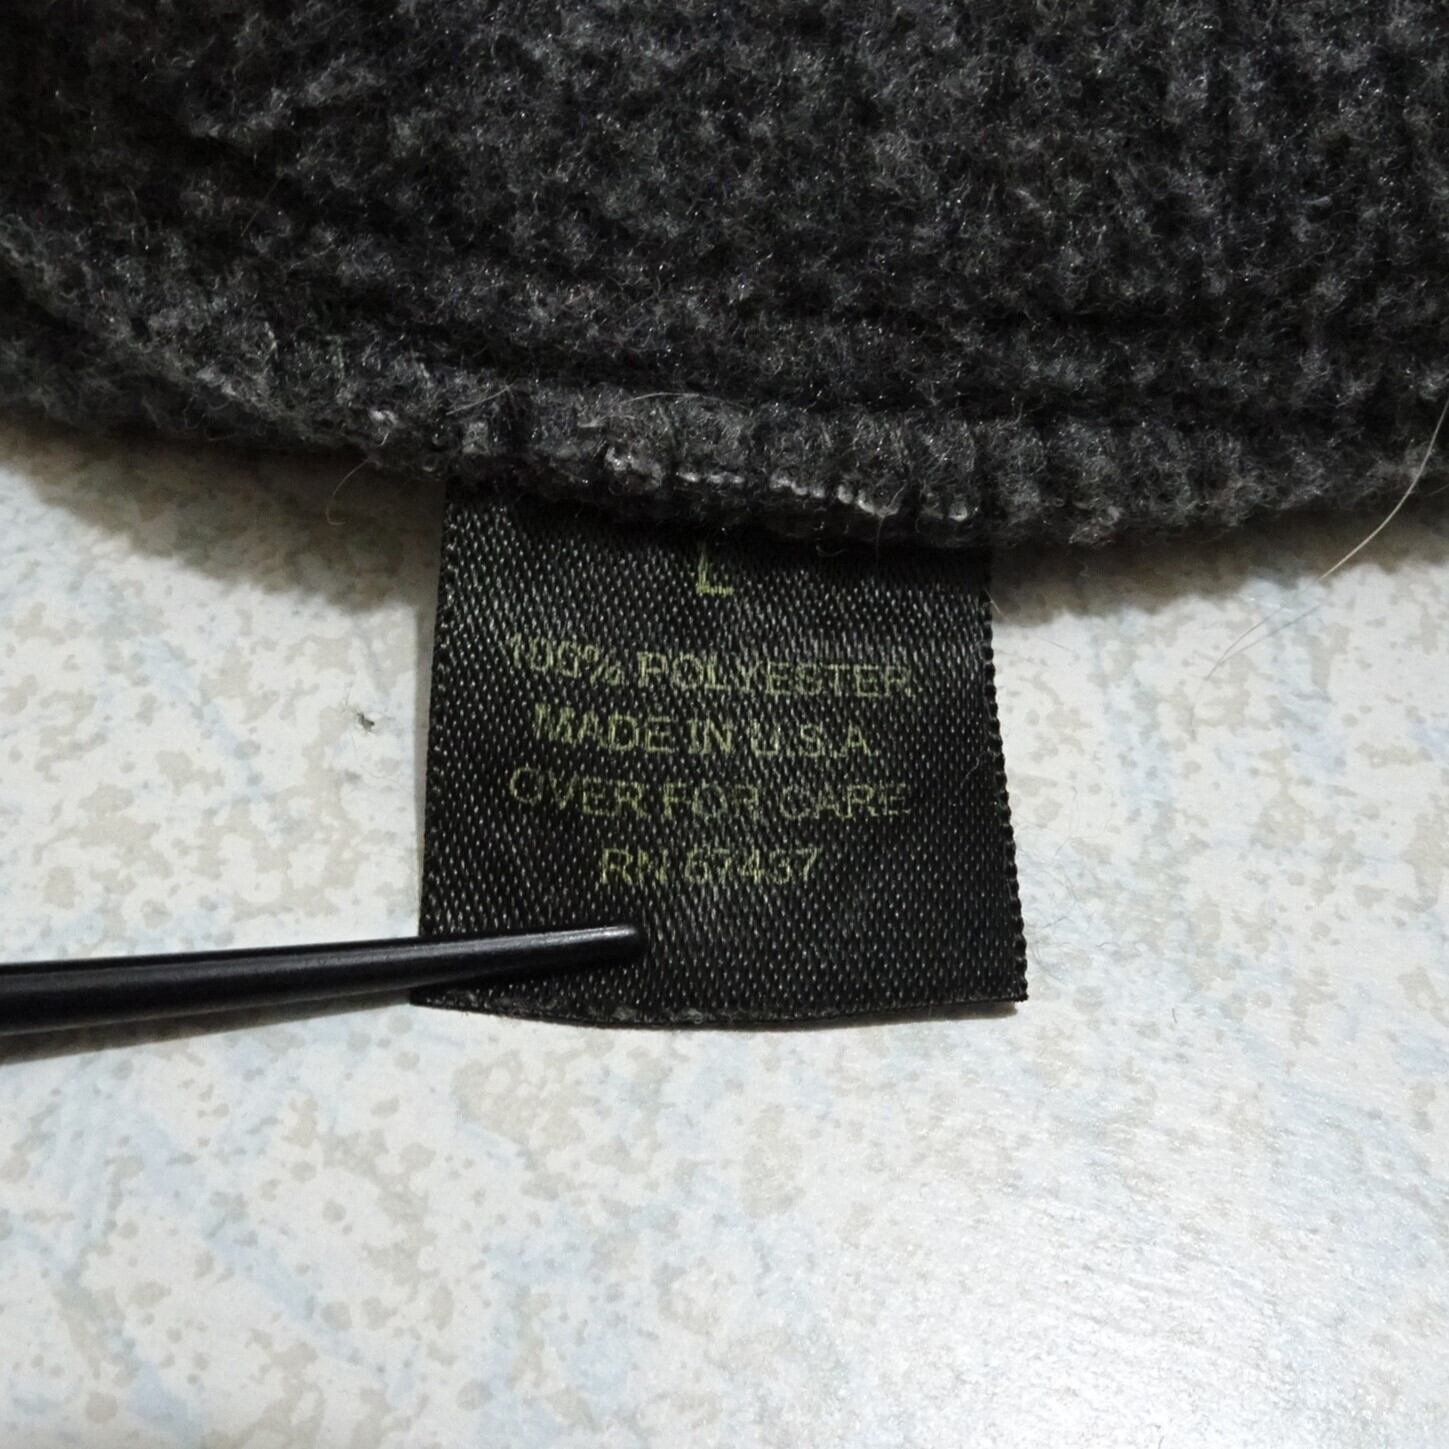 L
100% POLYESTER
MADE IN U.S.A
OVER FOR CARE
RN 67437